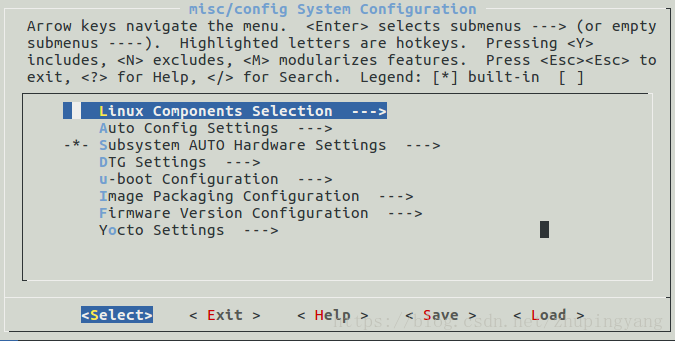 misc/config System Configuration
Arrow keys navigate the menu. <Enter> selects submenus ---> (or empty
submenus ----). Highlighted letters are hotkeys. Pressing <Y>
includes, <N> excludes, <M> modularizes features. Press <Esc><Esc> to
exit, <?> for Help, </> for Search. Legend: [*] built-in [ ]
Linux Components Selection --->
Auto Config Settings --->
-*- Subsystem AUTO Hardware Settings --->
DTG Settings --->
u-boot Configuration --->
Image Packaging Configuration --->
Firmware Version Configuration --->
Yocto Settings --->
<Select> < Exit > < Help > < Save > < Load >
https://blog.csdn.net/zhupingyang